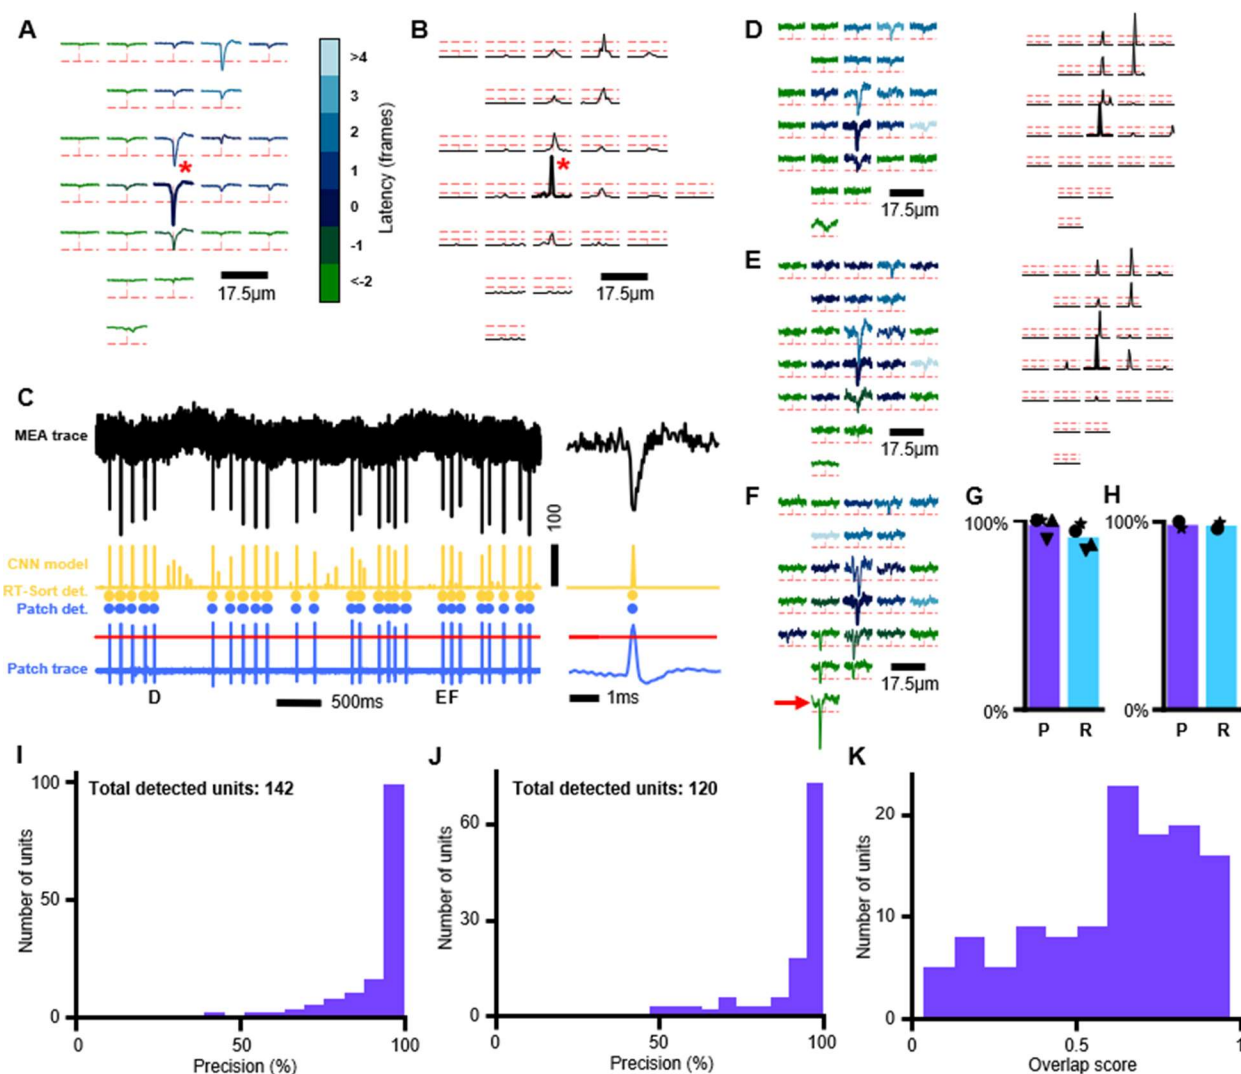 A
B
D
>4
3
2
1
0
-1
<-2
Latency (frames)
*
*
17.5µm
17.5µm
17.5µm
E
17.5µm
C
MEA trace
100
CNN model
RT-Sort det.
Patch det.
Patch trace
D
500ms
EF
1ms
F
17.5µm
G
100%
0%
P
R
H
100%
0%
P
R
I
Total detected units: 142
Number of units
100
50
0
0
50
100
Precision (%)
J
Total detected units: 120
Number of units
60
30
0
0
50
100
Precision (%)
K
Number of units
20
10
0
0
0.5
1
Overlap score